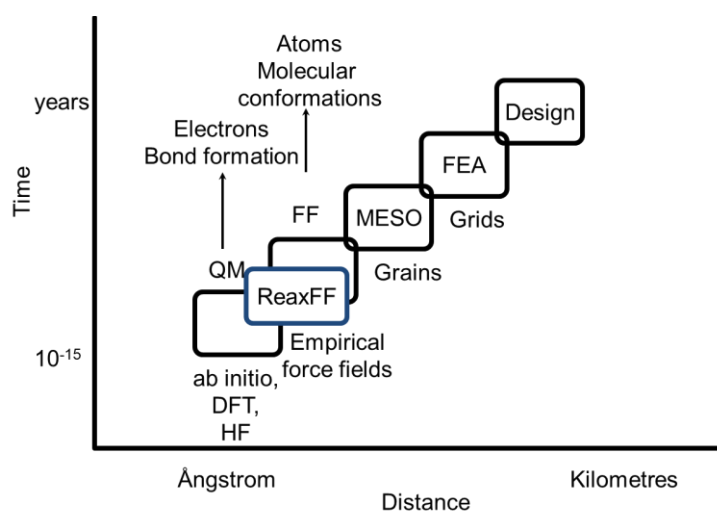 Atoms
Molecular
conformations
years
Design
Electrons
Bond formation
FEA
Time
FF
MESO
Grids
QM
Grains
ReaxFF
Empirical
force fields
10-15
ab initio,
DFT,
HF
Ångstrom
Kilometres
Distance